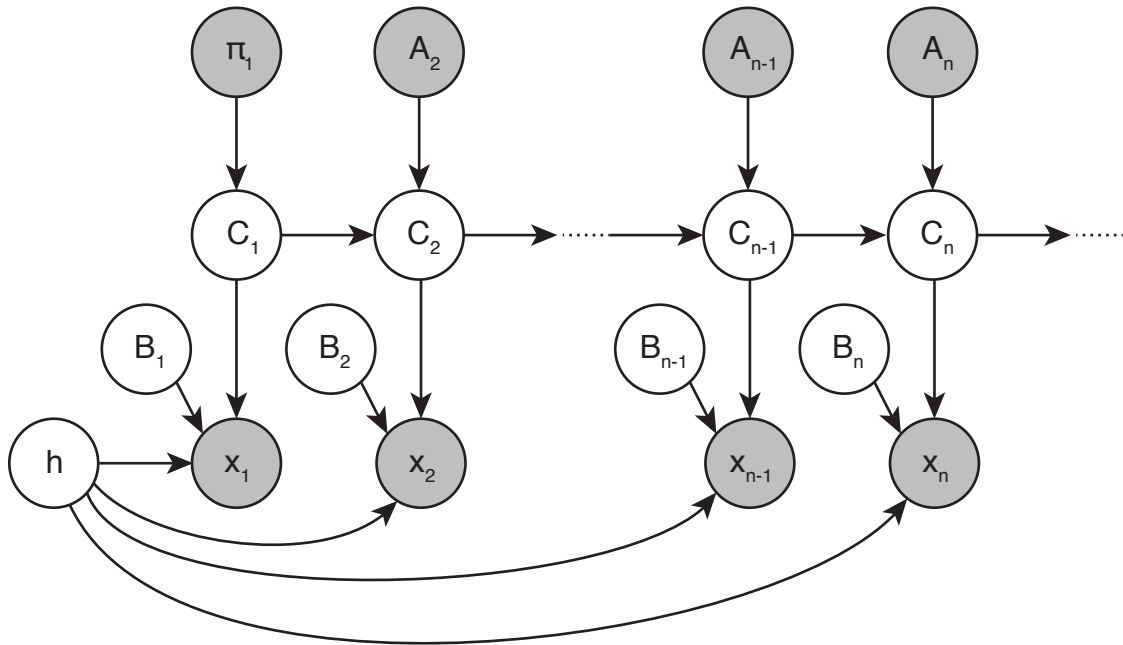 π₁ A₂ Aₙ₋₁ Aₙ
C₁ C₂ Cₙ₋₁ Cₙ
B₁ B₂ Bₙ₋₁ Bₙ
h x₁ x₂ xₙ₋₁ xₙ